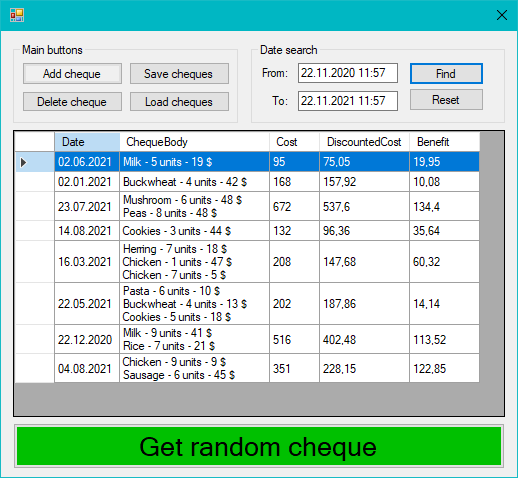 Main buttons
Add cheque Save cheques
Delete cheque Load cheques
Date search
From: 22.11.2020 11:57 Find
To: 22.11.2021 11:57 Reset
Date ChequeBody Cost DiscountedCost Benefit
02.06.2021 Milk - 5 units - 19 $ 95 75,05 19,95
02.01.2021 Buckwheat - 4 units - 42 $ 168 157,92 10,08
23.07.2021 Mushroom - 6 units - 48 $ 672 537,6 134,4
Peas - 8 units - 48 $
14.08.2021 Cookies - 3 units - 44 $ 132 96,36 35,64
Herring - 7 units - 18 $
16.03.2021 Chicken - 1 units - 47 $ 208 147,68 60,32
Chicken - 7 units - 5 $
Pasta - 6 units - 10 $
22.05.2021 Buckwheat - 4 units - 13 $ 202 187,86 14,14
Cookies - 5 units - 18 $
22.12.2020 Milk - 9 units - 41 $ 516 402,48 113,52
Rice - 7 units - 21 $
04.08.2021 Chicken - 9 units - 9 $ 351 228,15 122,85
Sausage - 6 units - 45 $
Get random cheque